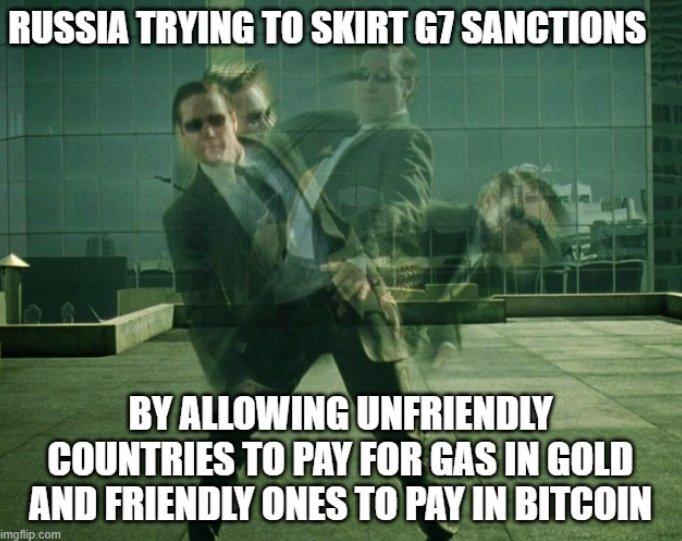 RUSSIA TRYING TO SKIRT G7 SANCTIONS
BY ALLOWING UNFRIENDLY
COUNTRIES TO PAY FOR GAS IN GOLD
AND FRIENDLY ONES TO PAY IN BITCOIN
imgflip.com